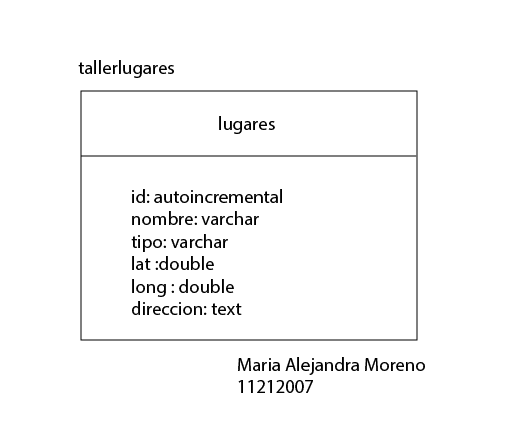 tallerlugares
lugares
id: autoincremental
nombre: varchar
tipo: varchar
lat :double
long : double
direccion: text
Maria Alejandra Moreno
11212007